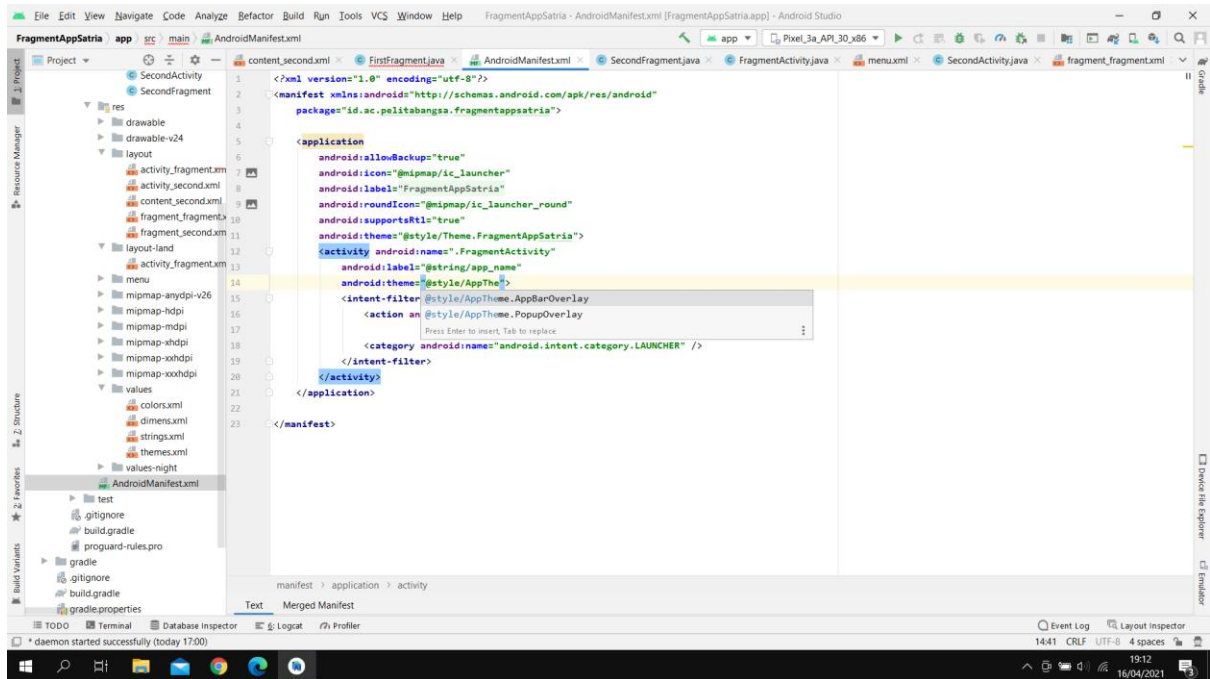 File Edit View Navigate Code Analyze Refactor Build Run Tools VCS Window Help FragmentAppSatria - AndroidManifest.xml [FragmentAppSatria.app] - Android Studio
FragmentAppSatria app src main AndroidManifest.xml app Pixel_3a_API_30_x86
Project content_second.xml FirstFragment.java AndroidManifest.xml SecondFragment.java FragmentActivity.java menu.xml SecondActivity.java fragment_fragment.xml
1: Project
Resource Manager
Z: Structure
2: Favorites
Build Variants
SecondActivity
SecondFragment
res
drawable
drawable-v24
layout
activity_fragment.xm
activity_second.xml
content_second.xml
fragment_fragment.x
fragment_second.xm
layout-land
activity_fragment.xm
menu
mipmap-anydpi-v26
mipmap-hdpi
mipmap-mdpi
mipmap-xhdpi
mipmap-xxhdpi
mipmap-xxxhdpi
values
colors.xml
dimens.xml
strings.xml
themes.xml
values-night
AndroidManifest.xml
test
.gitignore
build.gradle
proguard-rules.pro
gradle
.gitignore
build.gradle
gradle.properties
1 <?xml version="1.0" encoding="utf-8"?>
2 <manifest xmlns:android="http://schemas.android.com/apk/res/android"
3 package="id.ac.pelitabangsa.fragmentappsatria">
4
5 <application
6 android:allowBackup="true"
7 android:icon="@mipmap/ic_launcher"
8 android:label="FragmentAppSatria"
9 android:roundIcon="@mipmap/ic_launcher_round"
10 android:supportsRtl="true"
11 android:theme="@style/Theme.FragmentAppSatria">
12 <activity android:name=".FragmentActivity"
13 android:label="@string/app_name"
14 android:theme="@style/AppThe">
15 <intent-filter @style/AppTheme.AppBarOverlay
16 <action an @style/AppTheme.PopupOverlay
17 Press Enter to insert, Tab to replace
18 <category android:name="android.intent.category.LAUNCHER" />
19 </intent-filter>
20 </activity>
21 </application>
22
23 </manifest>
Gradle
Device File Explorer
Emulator
manifest > application > activity
Text Merged Manifest
TODO Terminal Database Inspector 6: Logcat Profiler Event Log Layout Inspector
* daemon started successfully (today 17:00) 14:41 CRLF UTF-8 4 spaces
19:12
16/04/2021
3